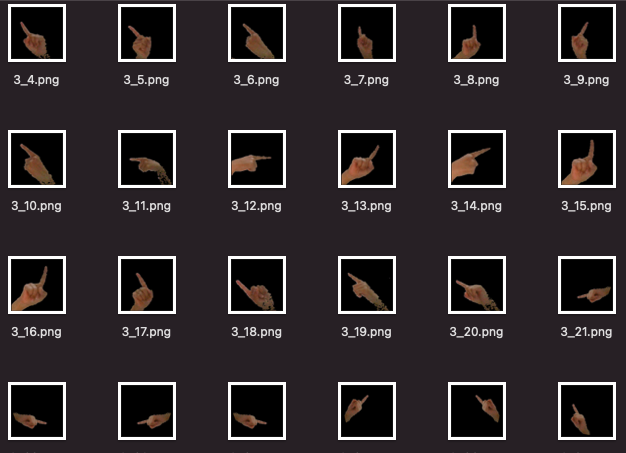 3_4.png 3_5.png 3_6.png 3_7.png 3_8.png 3_9.png
3_10.png 3_11.png 3_12.png 3_13.png 3_14.png 3_15.png
3_16.png 3_17.png 3_18.png 3_19.png 3_20.png 3_21.png